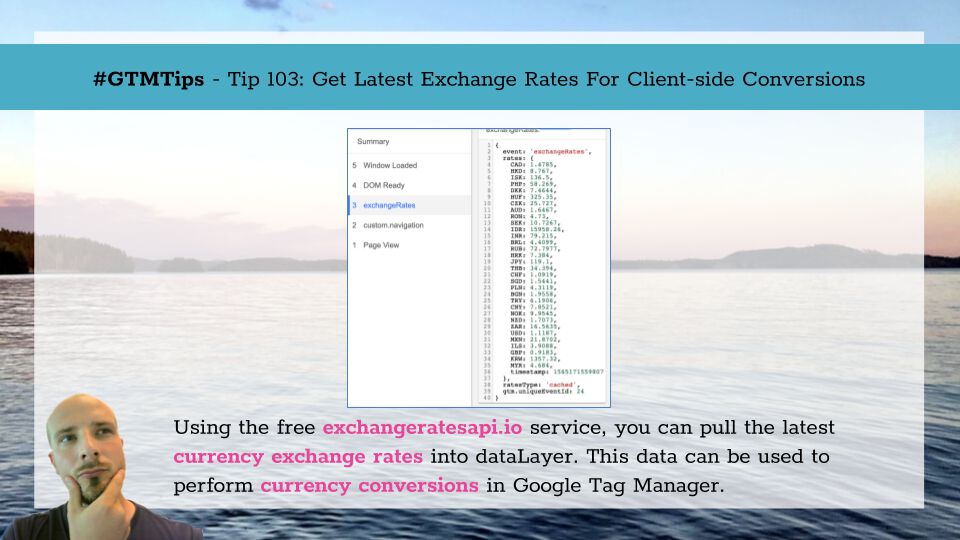 #GTMTips - Tip 103: Get Latest Exchange Rates For Client-side Conversions
Summary
5 Window Loaded
4 DOM Ready
3 exchangeRates
2 custom.navigation
1 Page View
exchangeRates:
1 {
2 event: 'exchangeRates',
3 rates: {
4 CAD: 1.4785,
5 HKD: 8.767,
6 ISK: 136.5,
7 PHP: 58.269,
8 DKK: 7.4644,
9 HUF: 325.35,
10 CZK: 25.727,
11 AUD: 1.6467,
12 RON: 4.73,
13 SEK: 10.7267,
14 IDR: 15958.26,
15 INR: 79.215,
16 BRL: 4.4099,
17 RUB: 72.7977,
18 HRK: 7.384,
19 JPY: 119.1,
20 THB: 34.394,
21 CHF: 1.0919,
22 SGD: 1.5441,
23 PLN: 4.3119,
24 BGN: 1.9558,
25 TRY: 6.1906,
26 CNY: 7.8521,
27 NOK: 9.9545,
28 NZD: 1.7073,
29 ZAR: 16.5635,
30 USD: 1.1187,
31 MXN: 21.8702,
32 ILS: 3.9088,
33 GBP: 0.9183,
34 KRW: 1357.32,
35 MYR: 4.684,
36 timestamp: 1565171559807
37 },
38 ratesType: 'cached',
39 gtm.uniqueEventId: 24
40 }
Using the free exchangeratesapi.io service, you can pull the latest
currency exchange rates into dataLayer. This data can be used to
perform currency conversions in Google Tag Manager.